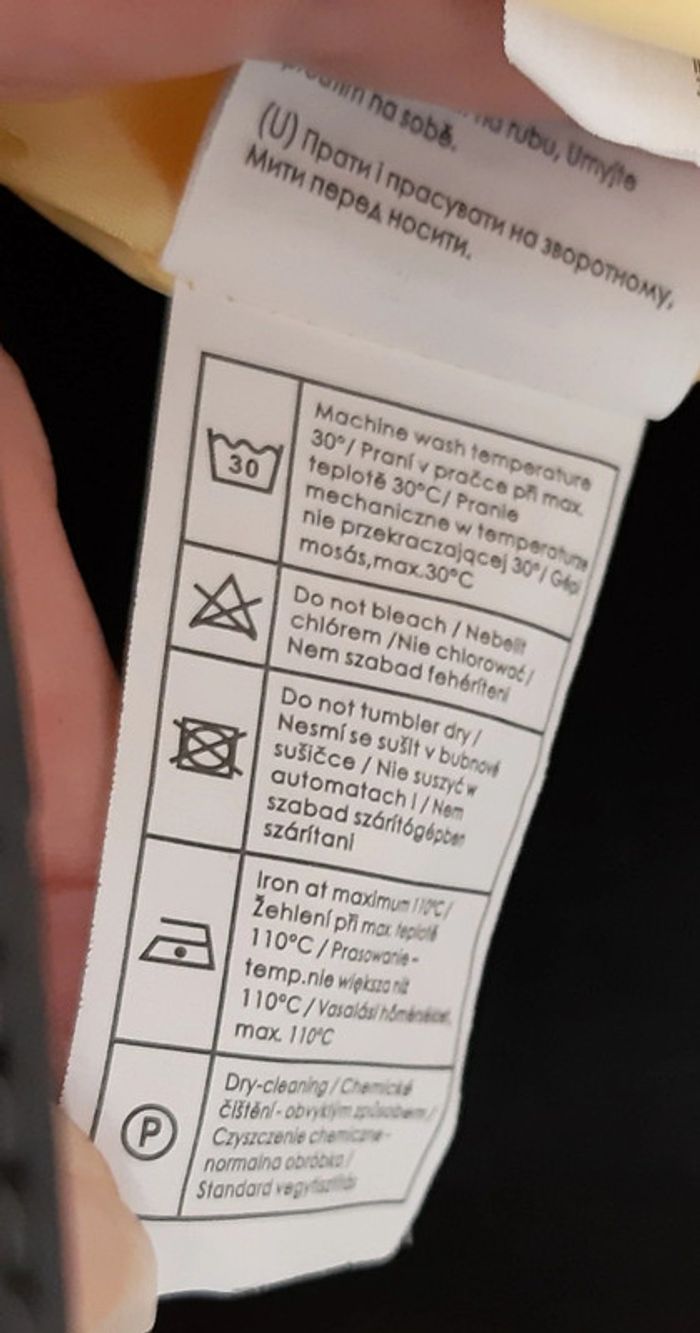 na rubu, Umyjte
předtím na sobě.
(U) Прати і прасувати на зворотному,
Мити перед носити.
30
Machine wash temperature
30°/ Praní v pračce při max.
teplotě 30°C/ Pranie
mechaniczne w temperaturze
nie przekraczającej 30°/ Gépi
mosás,max.30°C
Do not bleach / Nebelit
chlórem /Nie chlorować/
Nem szabad fehéríteni
Do not tumbler dry /
Nesmí se sušit v bubnové
sušičce / Nie suszyć w
automatach i / Nem
szabad szárítógépben
szárítani
Iron at maximum 110°C/
Žehlení při max. teplotě
110°C / Prasowanie -
temp.nie większa niż
110°C / Vasalási hőmérséklet,
max. 110°C
P
Dry-cleaning / Chemické
čištění - obvyklým způsobem /
Czyszczenie chemiczne -
normalna obróbka /
Standard vegytisztítás